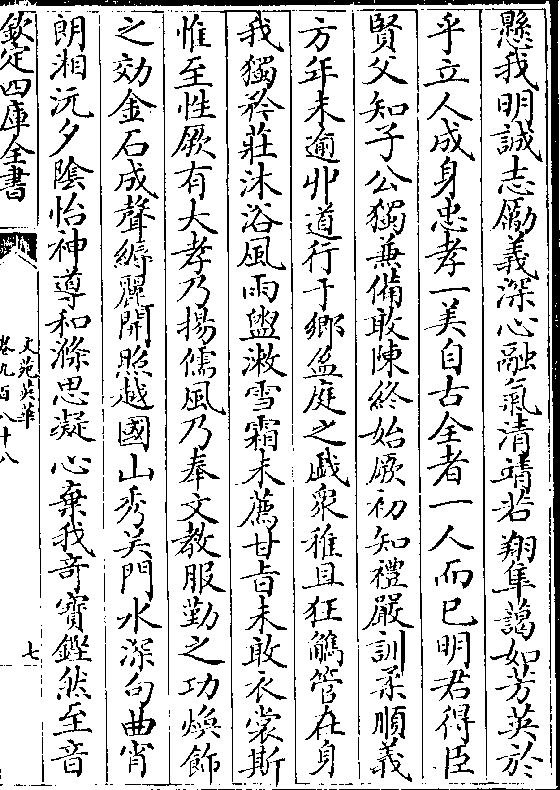 懸我明誠志勵義深心融氣清靖若翔隼藹如芳英於
乎立人成身忠孝一美自古全者一人而已明君得臣
賢父知子公獨兼備敢陳終始厥初知禮嚴訓柔順義
方年未逾丱道行于鄉盈庭之戯衆稚且狂觿管在身
我獨矜莊沐浴風雨盥潄雪霜未薦甘旨未敢衣裳斯
惟至性厥有大孝乃揚儒風乃奉文教服勤之功煥飾
之効金石成聲縟麗開照越國山秀吳門水深句曲宵
朗湘沅夕陰怡神導和滌思凝心棄我奇寳鏗然至音
欽定四庫全書
文苑英華
卷九百八十八
七